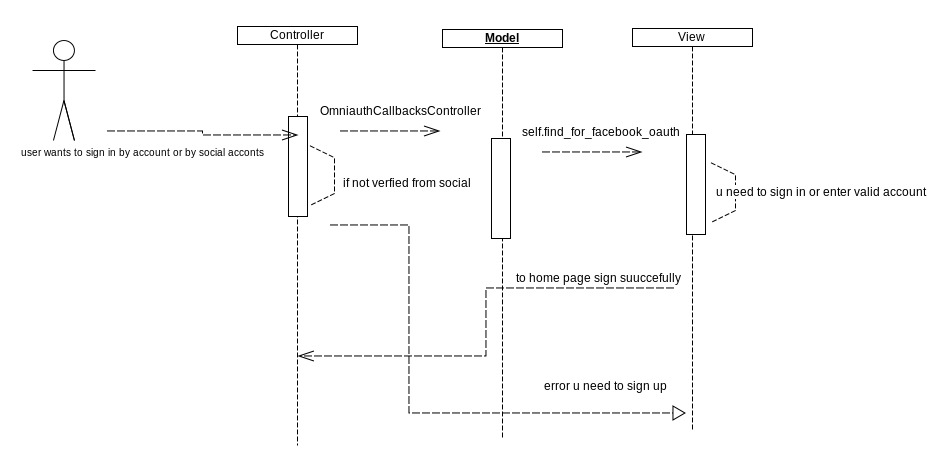 Controller
Model
View
OmniauthCallbacksController
self.find_for_facebook_oauth
user wants to sign in by account or by social acconts
if not verfied from social
u need to sign in or enter valid account
to home page sign suuccefully
error u need to sign up